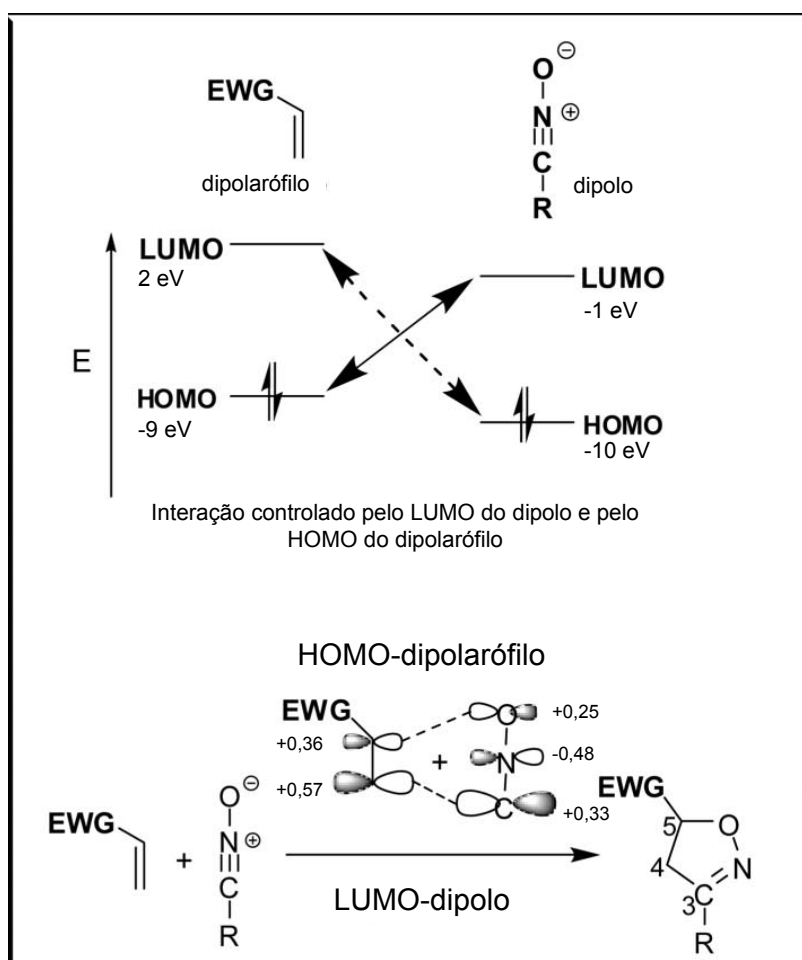 O⊖
EWG
N⊕
C
R
dipolarófilo
dipolo
LUMO
2 eV
LUMO
-1 eV
E
HOMO
-9 eV
HOMO
-10 eV
Interação controlado pelo LUMO do dipolo e pelo
HOMO do dipolarófilo
HOMO-dipolarófilo
EWG
O +0,25
+0,36
+ N -0,48
+0,57
C +0,33
EWG + O⊖
N⊕
C
R
LUMO-dipolo
EWG
5 O
4 N
3 C
R